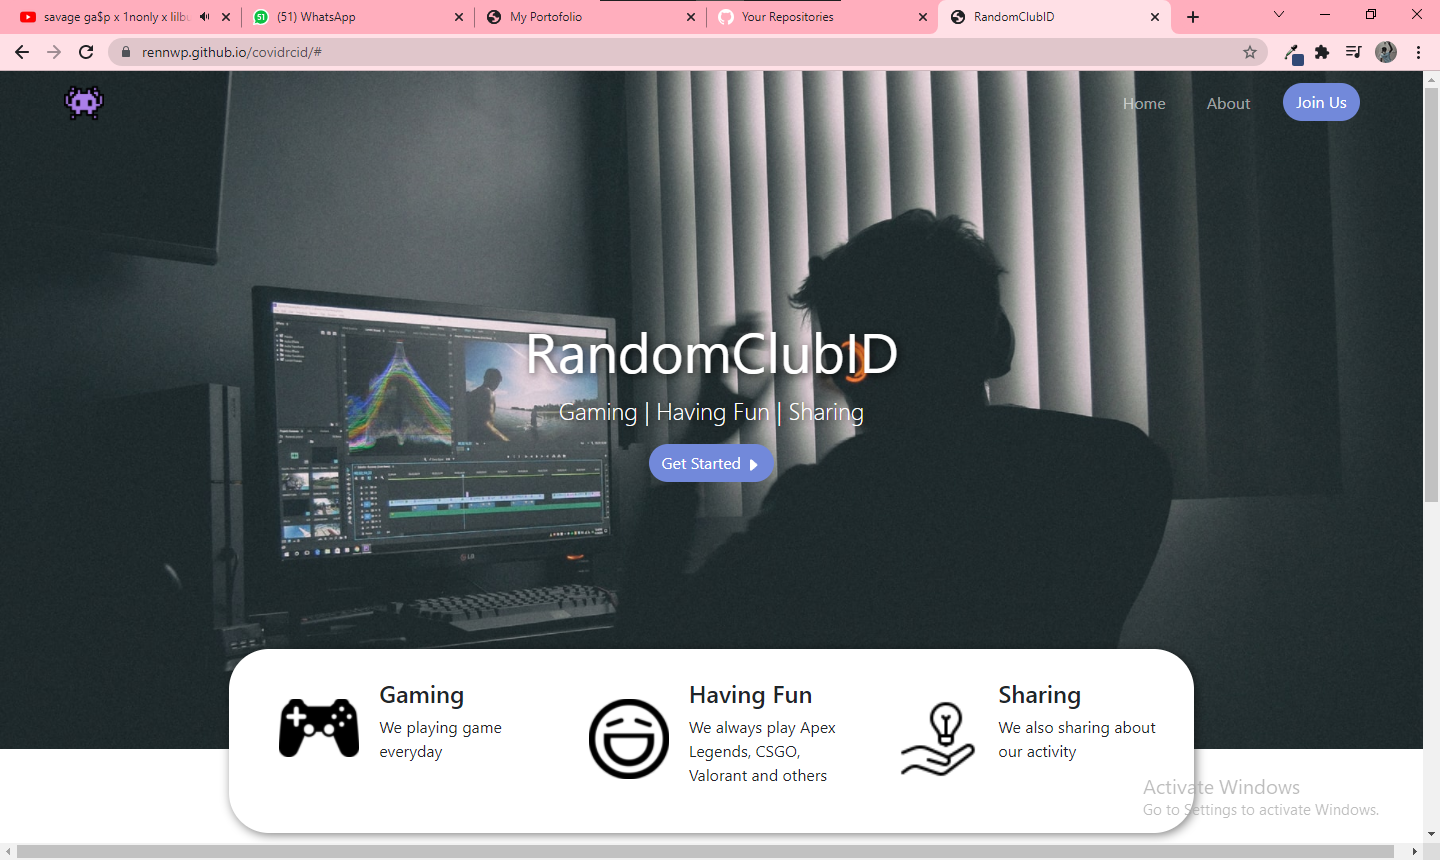 savage ga$p x 1nonly x lilbu
51
(51) WhatsApp
My Portofolio
Your Repositories
RandomClubID
rennwp.github.io/covidrcid/#
Home
About
Join Us
RandomClubID
Gaming | Having Fun | Sharing
Get Started
LG
Gaming
We playing game
everyday
Having Fun
We always play Apex
Legends, CSGO,
Valorant and others
Sharing
We also sharing about
our activity
Activate Windows
Go to Settings to activate Windows.